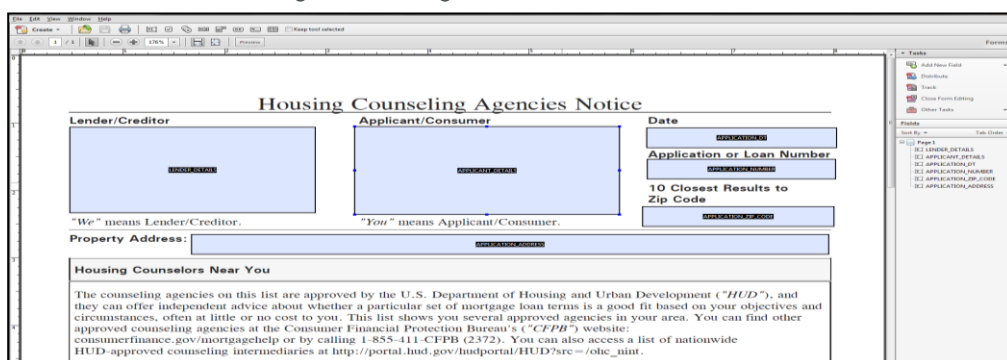 File Edit View Window Help
Create Keep tool selected
1 / 1 176% Preview Forms
Tasks
Add New Field
Distribute
Track
Close Form Editing
Other Tasks
Fields
Sort By Tab Order
Page 1
LENDER_DETAILS
APPLICANT_DETAILS
APPLICATION_DT
APPLICATION_NUMBER
APPLICATION_ZIP_CODE
APPLICATION_ADDRESS
Housing Counseling Agencies Notice
Lender/Creditor Applicant/Consumer Date
APPLICATION_DT
Application or Loan Number
LENDER_DETAILS APPLICANT_DETAILS APPLICATION_NUMBER
10 Closest Results to
Zip Code
APPLICATION_ZIP_CODE
"We" means Lender/Creditor. "You" means Applicant/Consumer.
Property Address: APPLICATION_ADDRESS
Housing Counselors Near You
The counseling agencies on this list are approved by the U.S. Department of Housing and Urban Development ("HUD"), and
they can offer independent advice about whether a particular set of mortgage loan terms is a good fit based on your objectives and
circumstances, often at little or no cost to you. This list shows you several approved agencies in your area. You can find other
approved counseling agencies at the Consumer Financial Protection Bureau's ("CFPB") website:
consumerfinance.gov/mortgagehelp or by calling 1-855-411-CFPB (2372). You can also access a list of nationwide
HUD-approved counseling intermediaries at http://portal.hud.gov/hudportal/HUD?src=/ohc_nint.